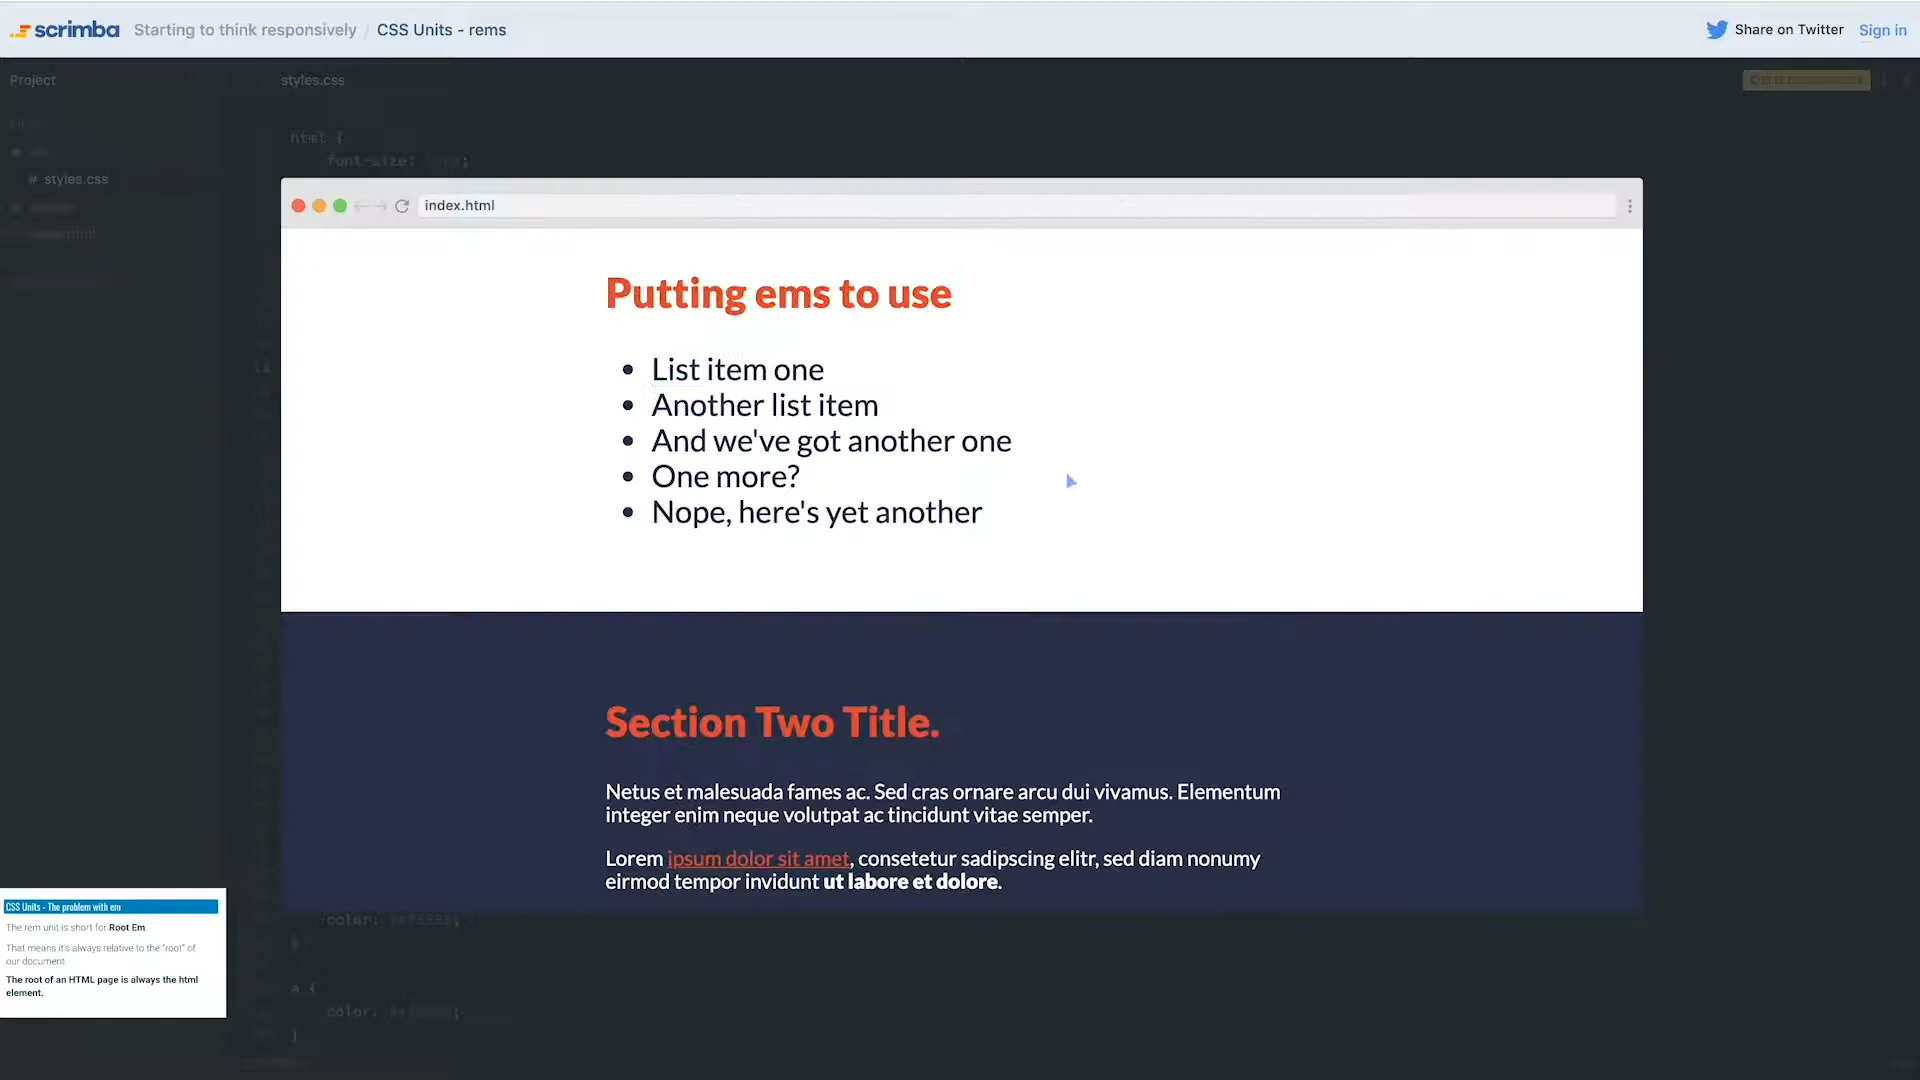 scrimba Starting to think responsively / CSS Units - rems
Share on Twitter Sign in
Project
styles.css
html {
font-size:
# styles.css
index.html
Putting ems to use
• List item one
• Another list item
• And we've got another one
• One more?
• Nope, here's yet another
Section Two Title.
Netus et malesuada fames ac. Sed cras ornare arcu dui vivamus. Elementum
integer enim neque volutpat ac tincidunt vitae semper.
Lorem ipsum dolor sit amet, consetetur sadipscing elitr, sed diam nonumy
eirmod tempor invidunt ut labore et dolore.
CSS Units - The problem with em
The rem unit is short for Root Em.
That means it's always relative to the "root" of
our document
The root of an HTML page is always the html
element.
color:
}
a {
color:
}